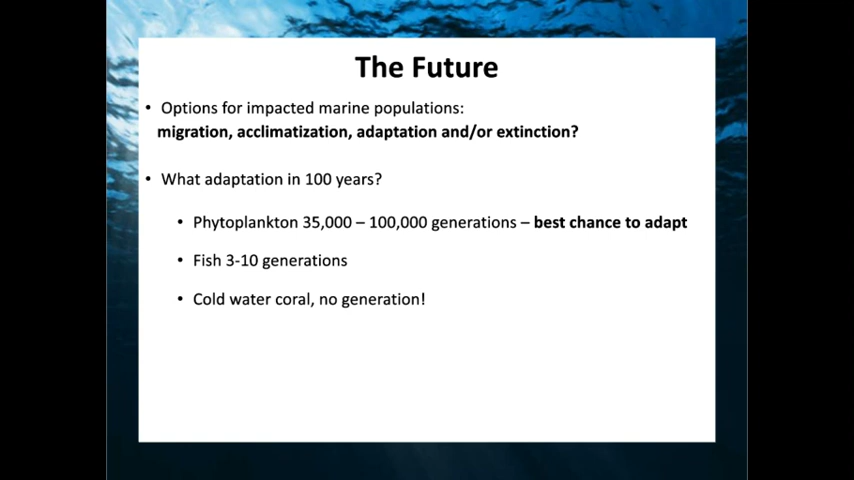 The Future
• Options for impacted marine populations:
migration, acclimatization, adaptation and/or extinction?
• What adaptation in 100 years?
• Phytoplankton 35,000 – 100,000 generations – best chance to adapt
• Fish 3-10 generations
• Cold water coral, no generation!